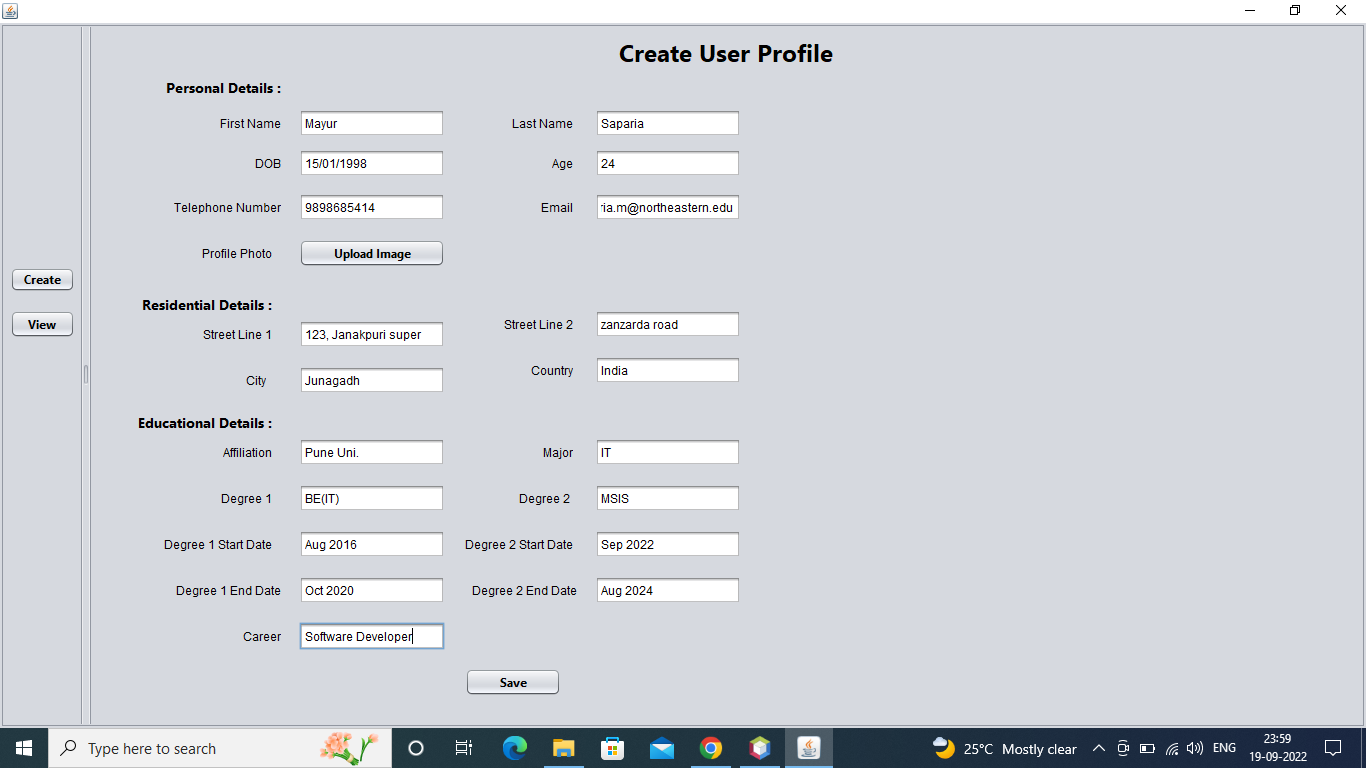 Create User Profile
Personal Details :
First Name Mayur Last Name Saparia
DOB 15/01/1998 Age 24
Telephone Number 9898685414 Email ria.m@northeastern.edu
Profile Photo Upload Image
Create
View
Residential Details :
Street Line 1 123, Janakpuri super Street Line 2 zanzarda road
City Junagadh Country India
Educational Details :
Affiliation Pune Uni. Major IT
Degree 1 BE(IT) Degree 2 MSIS
Degree 1 Start Date Aug 2016 Degree 2 Start Date Sep 2022
Degree 1 End Date Oct 2020 Degree 2 End Date Aug 2024
Career Software Developer
Save
Type here to search 25°C Mostly clear ENG 23:59
19-09-2022